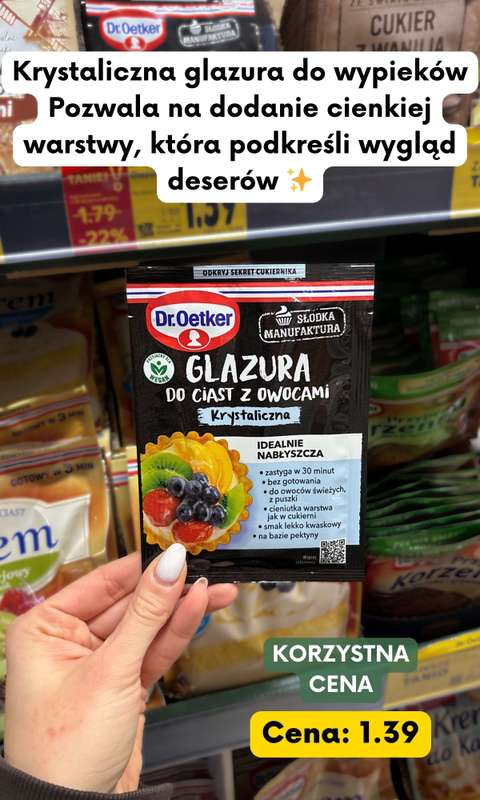 Dr.Oetker
SŁODKA
MANUFAKTURA
CUKIER
Krystaliczna glazura do wypieków
Pozwala na dodanie cienkiej
warstwy, która podkreśli wygląd
deserów ✨
TANIEJ
1.79
-22%
1,39
ODKRYJ SEKRET CUKIERNIKA
Dr.Oetker
SŁODKA
MANUFAKTURA
GLAZURA
DO CIAST Z OWOCAMI
Krystaliczna
IDEALNIE
NABŁYSZCZA
• zastyga w 30 minut
• bez gotowania
• do owoców świeżych,
z puszki
• cieniutka warstwa
jak w cukierni
• smak lekko kwaskowy
• na bazie pektyny
KORZYSTNA
CENA
Cena: 1.39